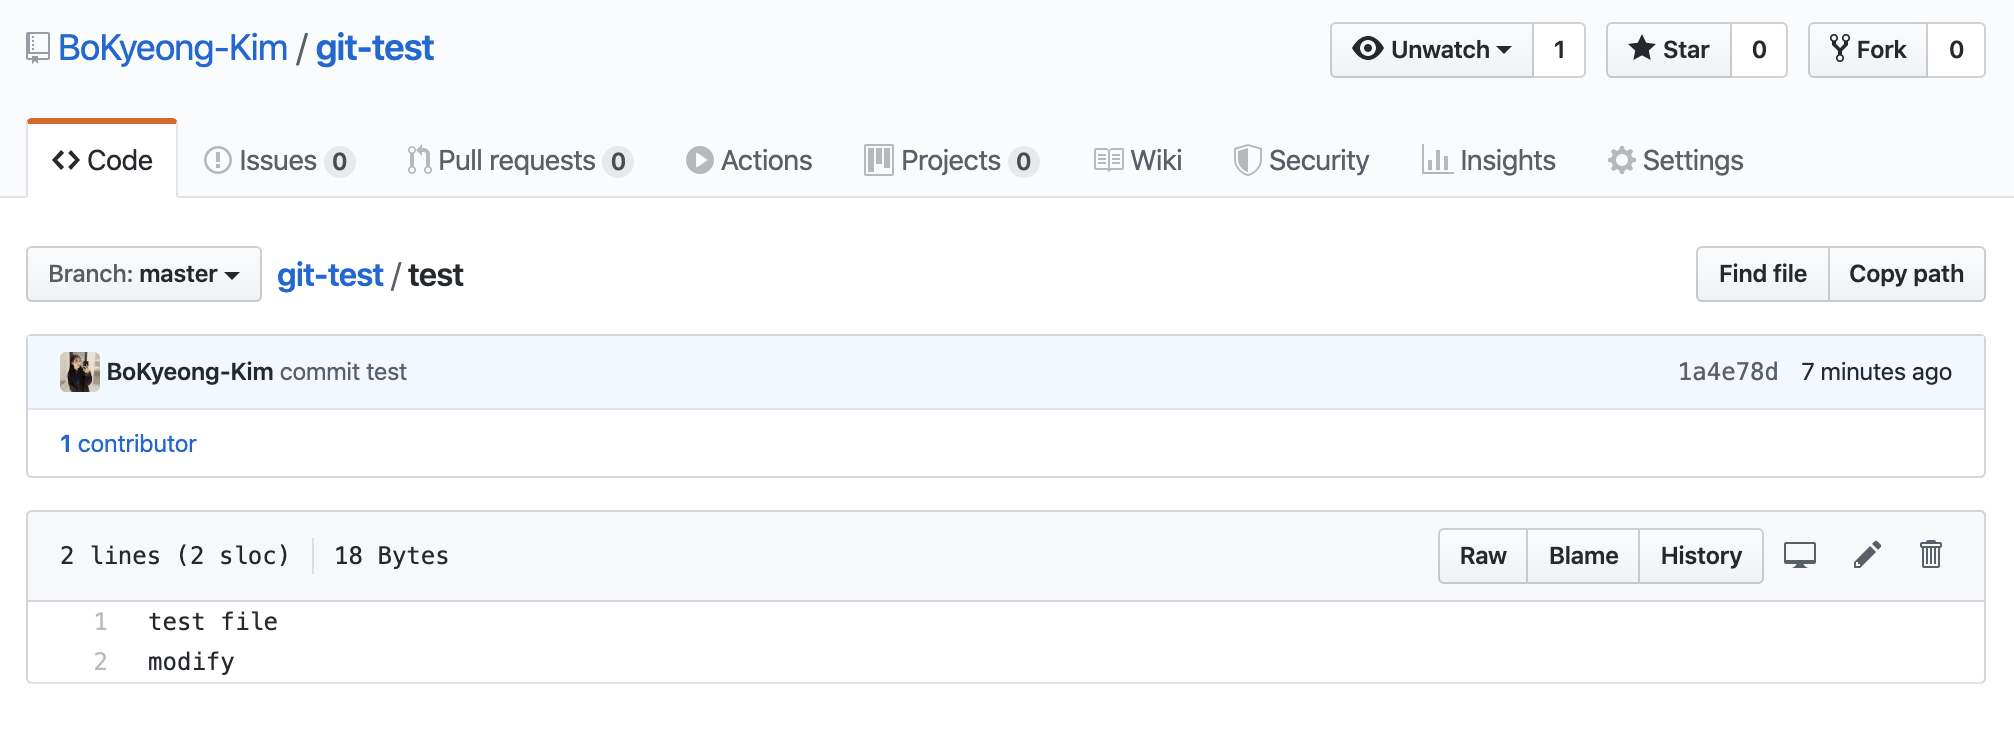 BoKyeong-Kim / git-test
Unwatch 1 Star 0 Fork 0
Code Issues 0 Pull requests 0 Actions Projects 0 Wiki Security Insights Settings
Branch: master git-test / test Find file Copy path
BoKyeong-Kim commit test 1a4e78d 7 minutes ago
1 contributor
2 lines (2 sloc) 18 Bytes Raw Blame History
1 test file
2 modify